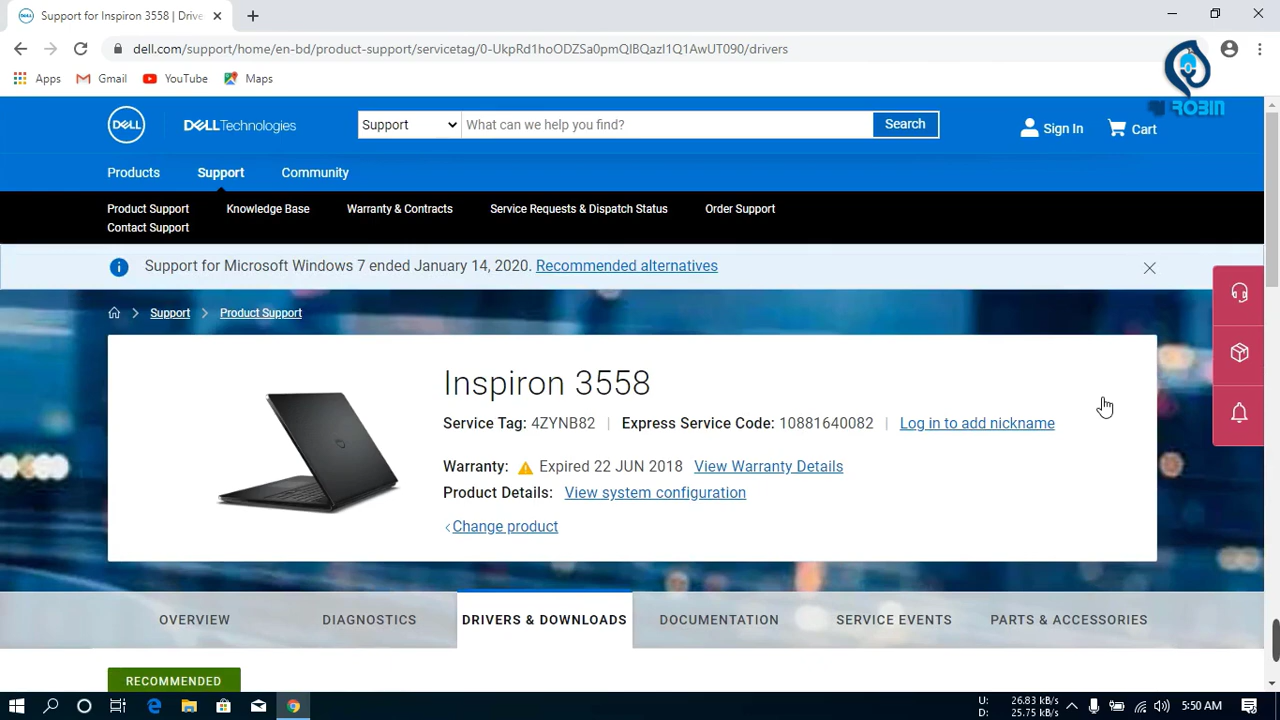 Support for Inspiron 3558 | Drive
dell.com/support/home/en-bd/product-support/servicetag/0-UkpRd1hoODZSa0pmQlBQazl1Q1AwUT090/drivers
Apps Gmail YouTube Maps
ROBIN
DELL DELLTechnologies Support What can we help you find? Search Sign In Cart
Products Support Community
Product Support Knowledge Base Warranty & Contracts Service Requests & Dispatch Status Order Support
Contact Support
Support for Microsoft Windows 7 ended January 14, 2020. Recommended alternatives
Support Product Support
Inspiron 3558
Service Tag: 4ZYNB82 | Express Service Code: 10881640082 | Log in to add nickname
Warranty: Expired 22 JUN 2018 View Warranty Details
Product Details: View system configuration
Change product
OVERVIEW DIAGNOSTICS DRIVERS & DOWNLOADS DOCUMENTATION SERVICE EVENTS PARTS & ACCESSORIES
RECOMMENDED
U: 26.83 kB/s
D: 25.75 kB/s
5:50 AM